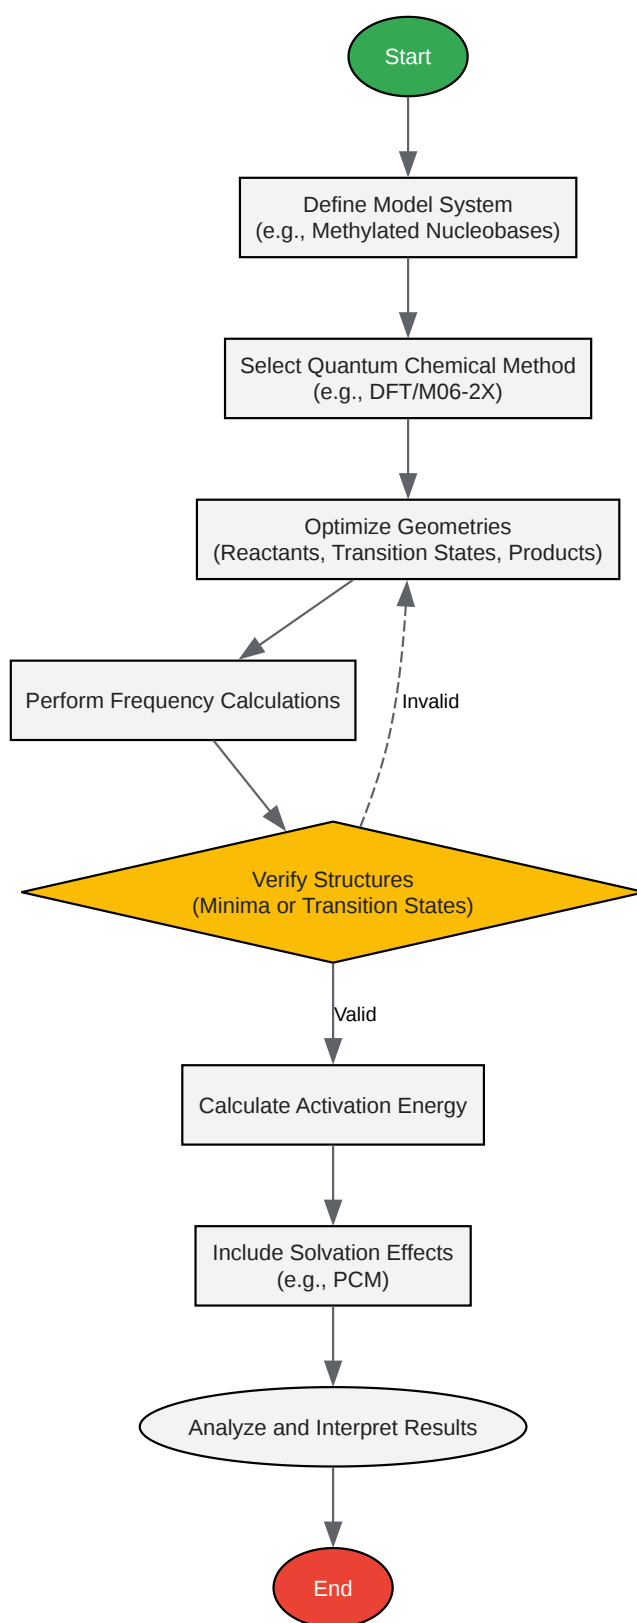 Start
Define Model System
(e.g., Methylated Nucleobases)
Select Quantum Chemical Method
(e.g., DFT/M06-2X)
Optimize Geometries
(Reactants, Transition States, Products)
Perform Frequency Calculations
Invalid
Verify Structures
(Minima or Transition States)
Valid
Calculate Activation Energy
Include Solvation Effects
(e.g., PCM)
Analyze and Interpret Results
End